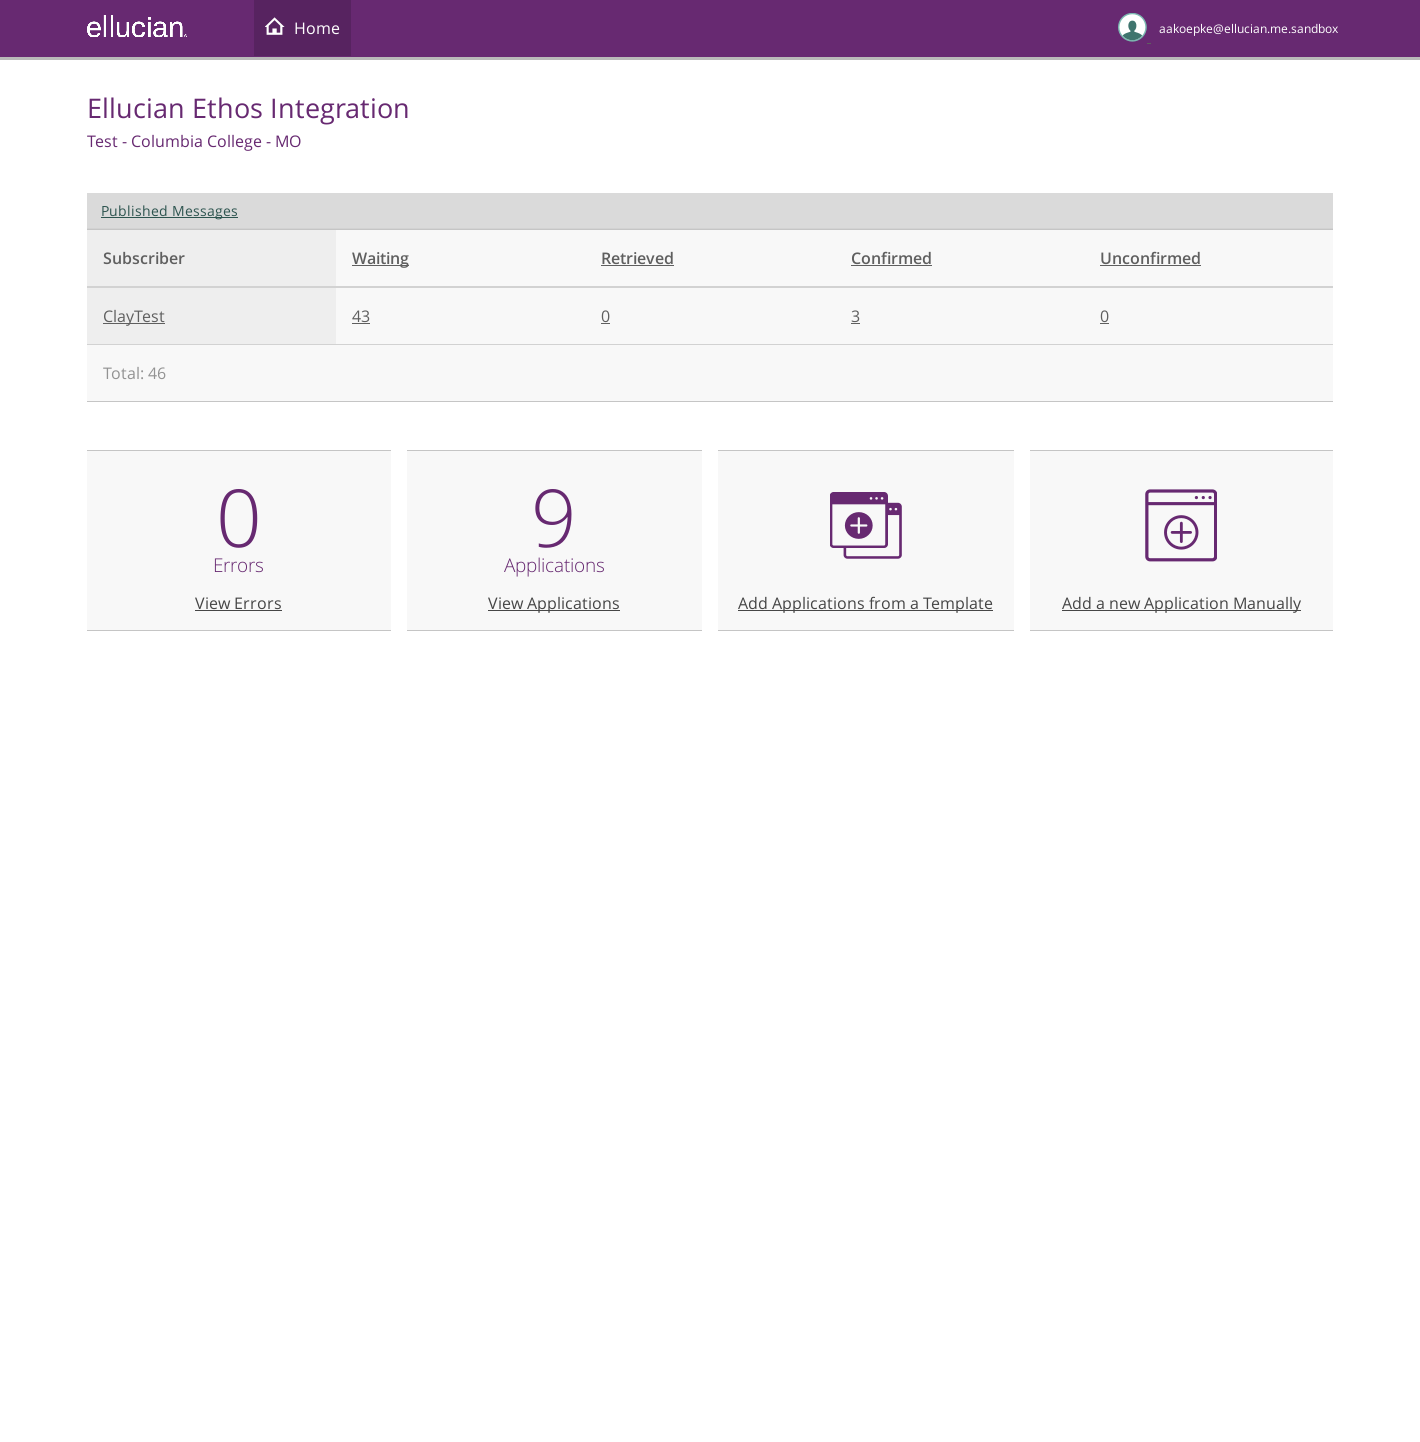 ellucian.
Home
aakoepke@ellucian.me.sandbox
Ellucian Ethos Integration
Test - Columbia College - MO
Published Messages
Subscriber Waiting Retrieved Confirmed Unconfirmed
ClayTest 43 0 3 0
Total: 46
0 9
Errors Applications
View Errors View Applications Add Applications from a Template Add a new Application Manually